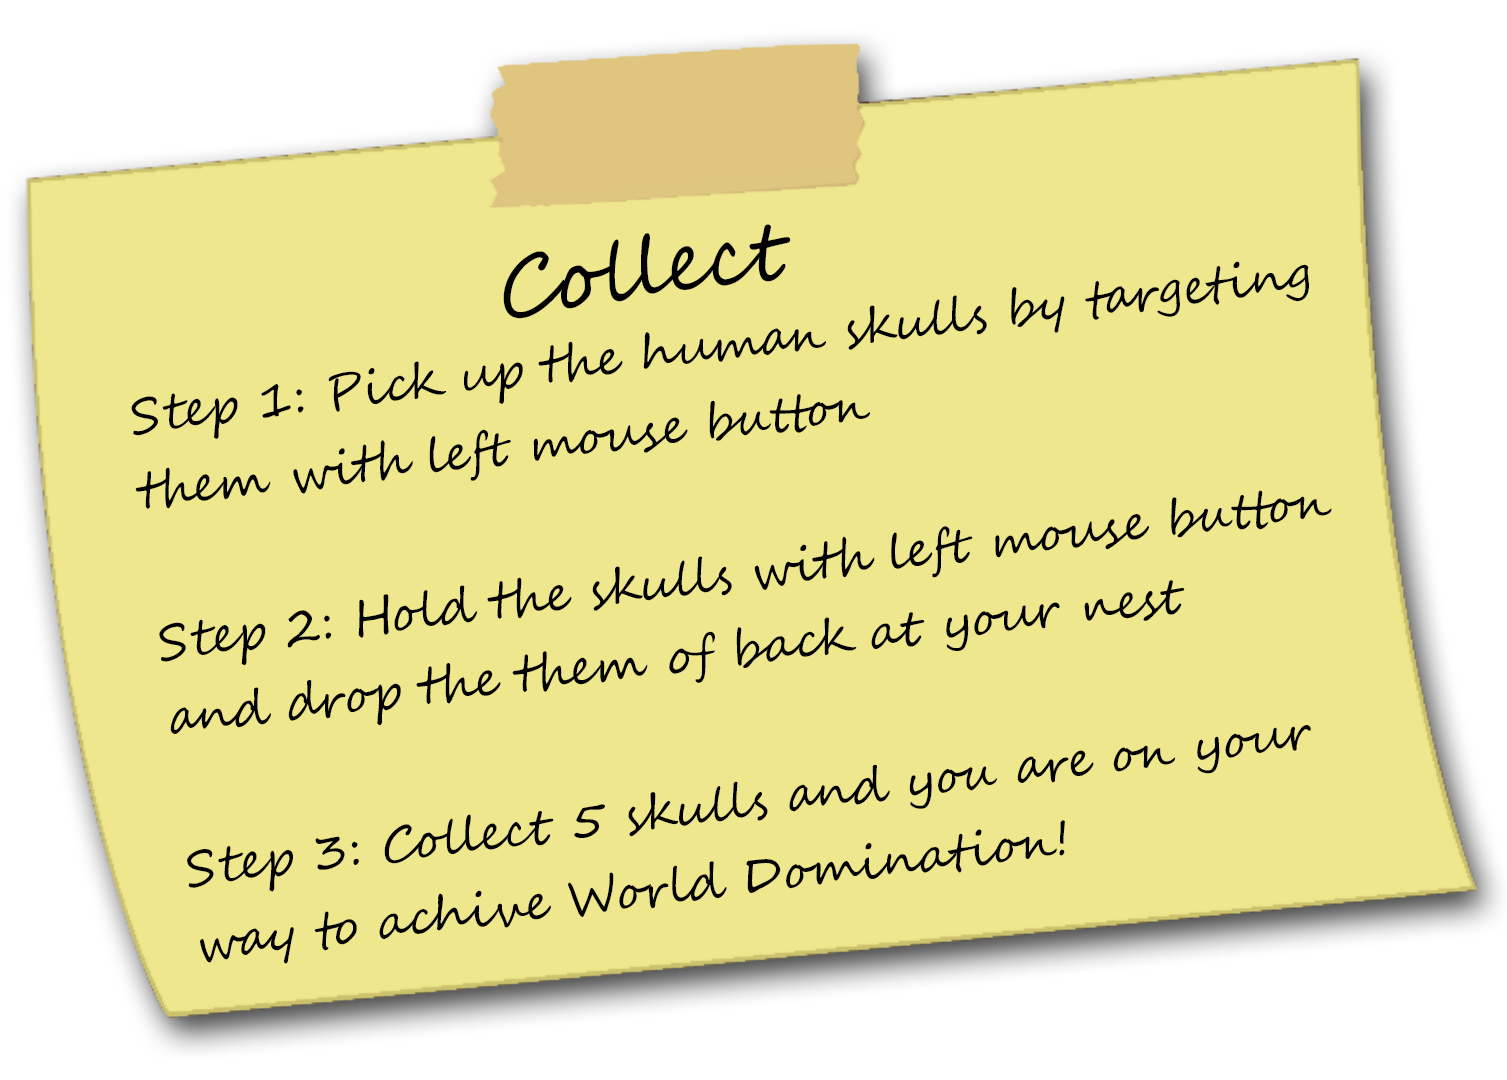 Collect
Step 1: Pick up the human skulls by targeting
them with left mouse button
Step 2: Hold the skulls with left mouse button
and drop the them of back at your nest
Step 3: Collect 5 skulls and you are on your
way to achive World Domination!